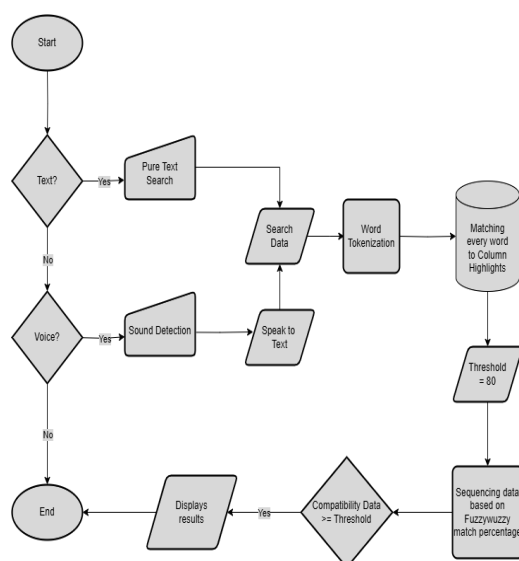 Start
Text?
Yes
Pure Text
Search
Search
Data
Word
Tokenization
Matching
every word
to Column
Highlights
No
Voice?
Yes
Sound Detection
Speak to
Text
Threshold
= 80
No
End
Displays
results
Yes
Compatibility Data
>= Threshold
Sequencing data
based on
Fuzzywuzzy
match percentage